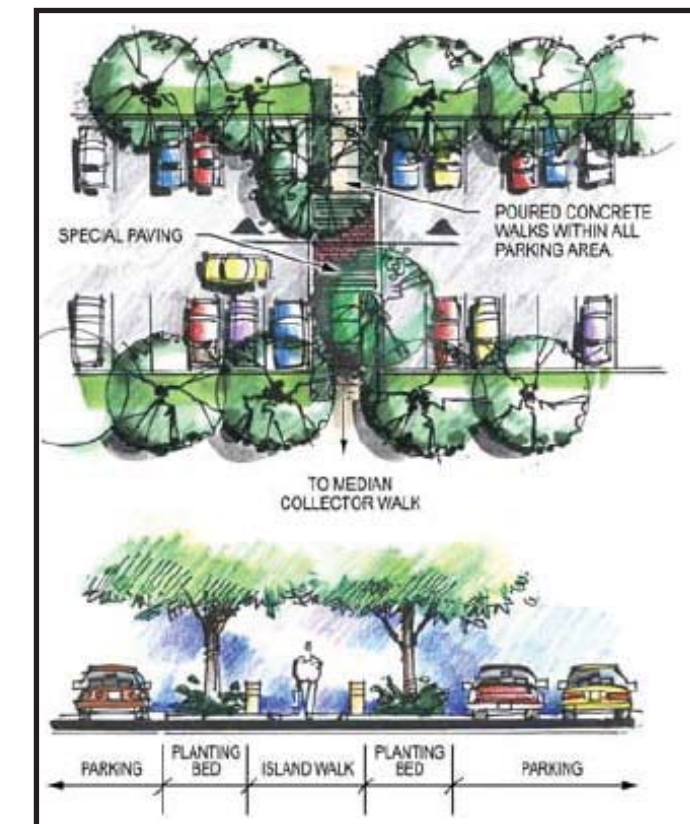 POURED CONCRETE
WALKS WITHIN ALL
PARKING AREA
SPECIAL PAVING
TO MEDIAN
COLLECTOR WALK
PARKING
PLANTING
BED
ISLAND WALK
PLANTING
BED
PARKING